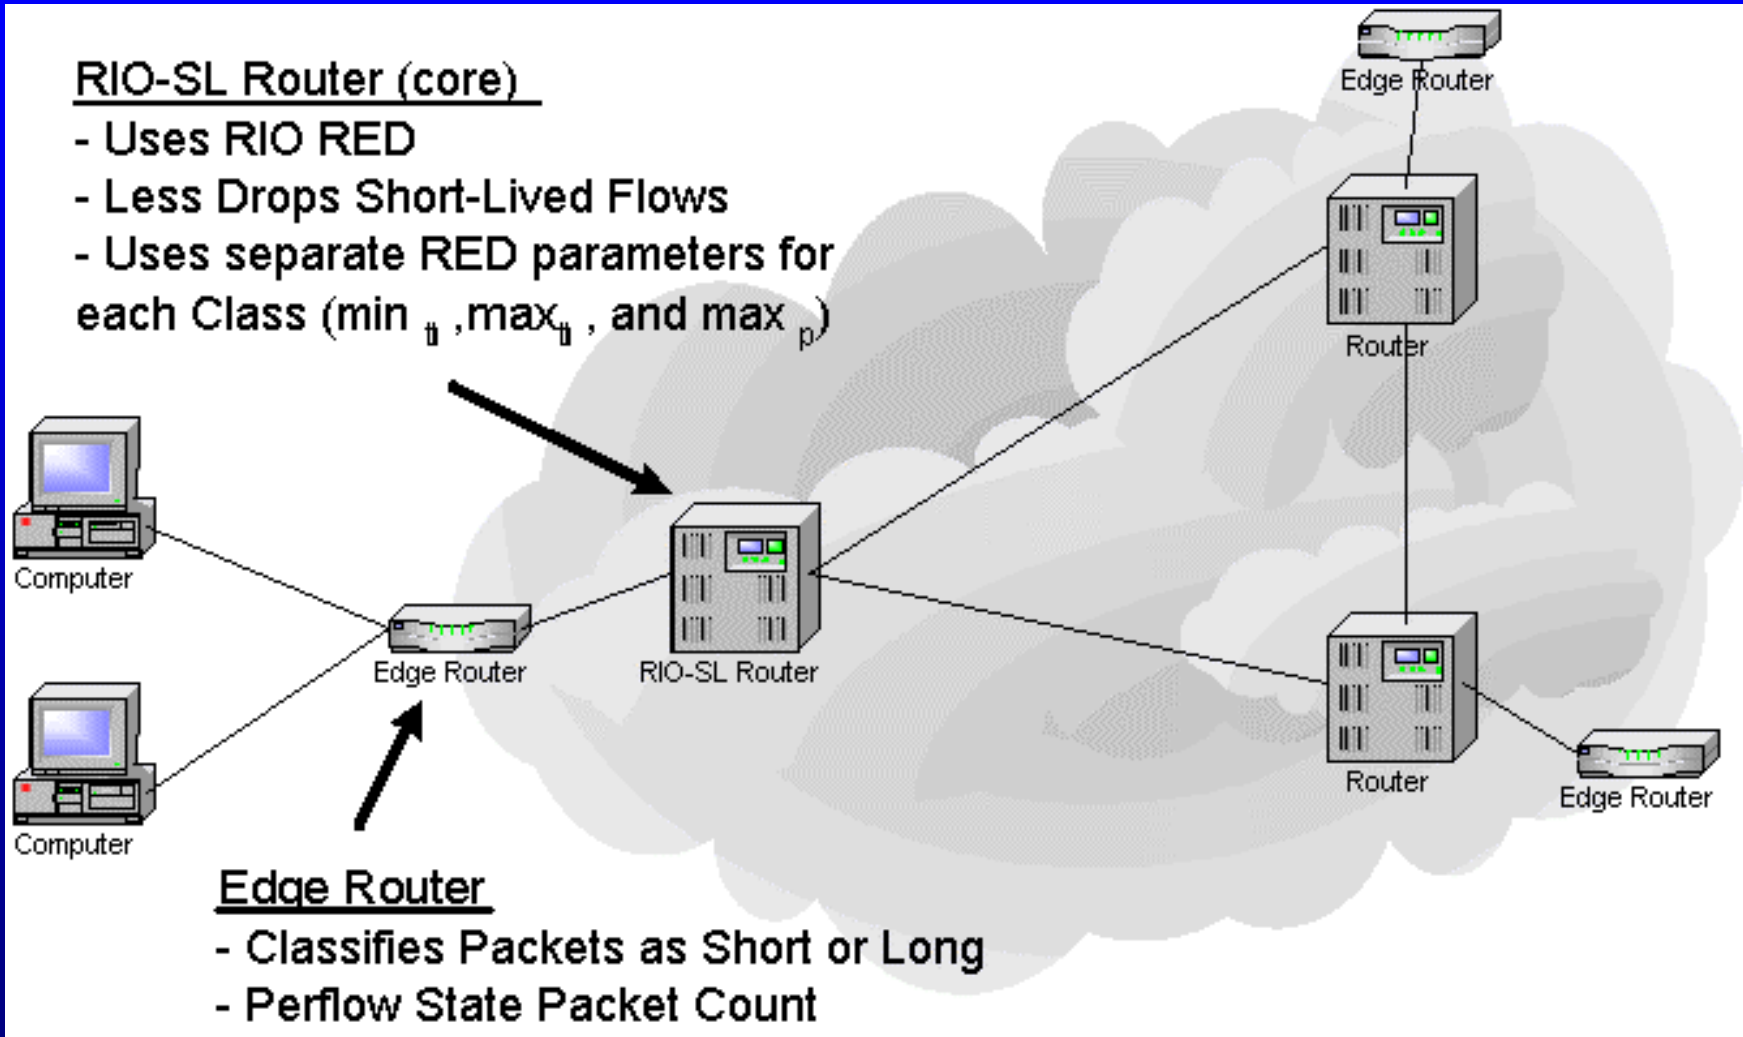 RIO-SL Router (core)
- Uses RIO RED
- Less Drops Short-Lived Flows
- Uses separate RED parameters for
each Class (min th ,max th , and max p)
Edge Router
Router
Computer
Edge Router
RIO-SL Router
Router
Edge Router
Computer
Edge Router
- Classifies Packets as Short or Long
- Perflow State Packet Count